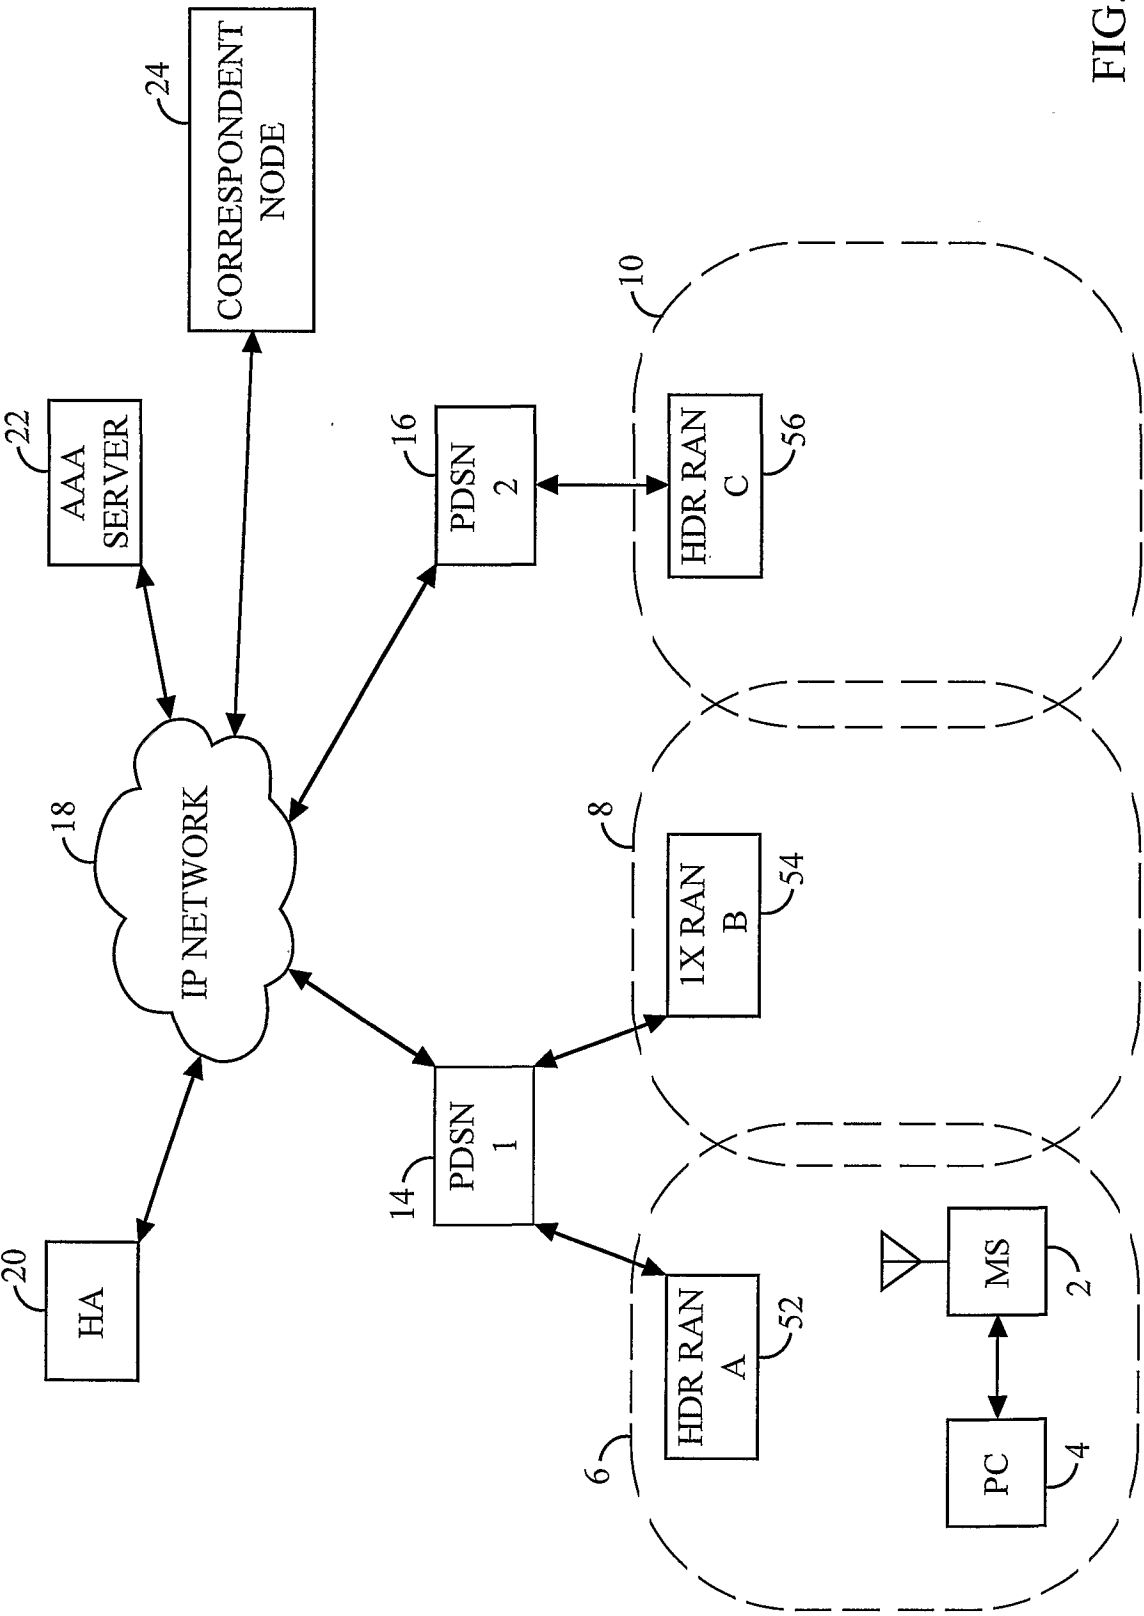 20
HA
18
IP NETWORK
22
AAA
SERVER
24
CORRESPONDENT
NODE
14
PDSN
1
16
PDSN
2
6
HDR RAN
A
52
8
1X RAN
B
54
10
HDR RAN
C
56
PC
4
MS
2
FIG.